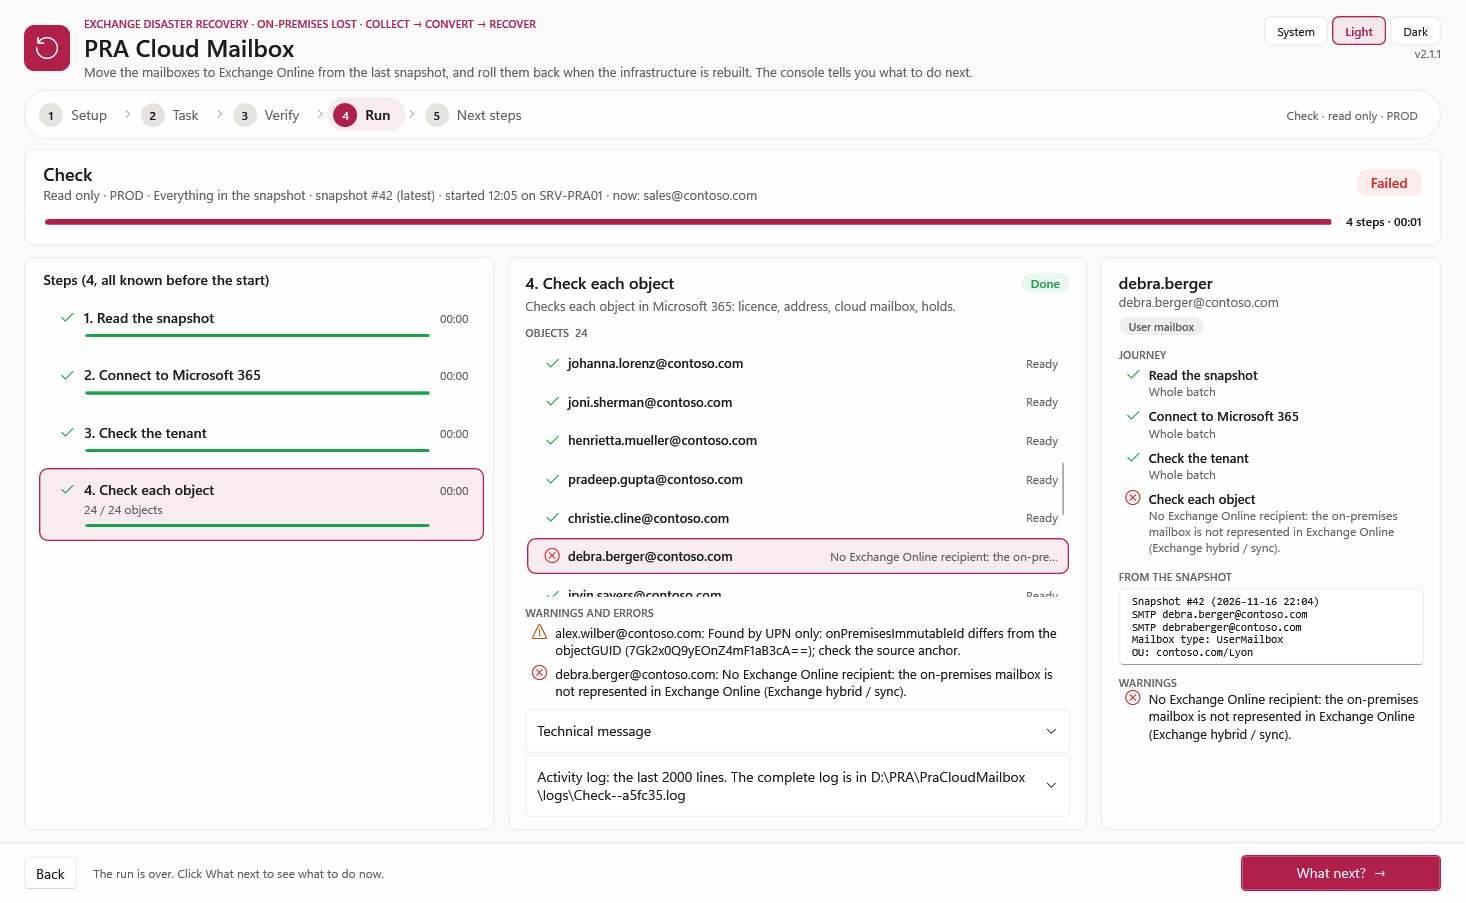 EXCHANGE DISASTER RECOVERY · ON-PREMISES LOST · COLLECT → CONVERT → RECOVER
PRA Cloud Mailbox
Move the mailboxes to Exchange Online from the last snapshot, and roll them back when the infrastructure is rebuilt. The console tells you what to do next.
System
Light
Dark
v2.1.1
1 Setup
2 Task
3 Verify
4 Run
5 Next steps
Check · read only · PROD
Check
Read only · PROD · Everything in the snapshot · snapshot #42 (latest) · started 12:05 on SRV-PRA01 · now: sales@contoso.com
Failed
4 steps · 00:01
Steps (4, all known before the start)
1. Read the snapshot 00:00
2. Connect to Microsoft 365 00:00
3. Check the tenant 00:00
4. Check each object 00:00
24 / 24 objects
4. Check each object
Done
Checks each object in Microsoft 365: licence, address, cloud mailbox, holds.
OBJECTS 24
johanna.lorenz@contoso.com Ready
joni.sherman@contoso.com Ready
henrietta.mueller@contoso.com Ready
pradeep.gupta@contoso.com Ready
christie.cline@contoso.com Ready
debra.berger@contoso.com No Exchange Online recipient: the on-pre...
irvin.sayers@contoso.com Ready
WARNINGS AND ERRORS
alex.wilber@contoso.com: Found by UPN only: onPremisesImmutableId differs from the
objectGUID (7Gk2x0Q9yEOnZ4mF1aB3cA==); check the source anchor.
debra.berger@contoso.com: No Exchange Online recipient: the on-premises mailbox is
not represented in Exchange Online (Exchange hybrid / sync).
Technical message
Activity log: the last 2000 lines. The complete log is in D:\PRA\PraCloudMailbox
\logs\Check--a5fc35.log
debra.berger
debra.berger@contoso.com
User mailbox
JOURNEY
Read the snapshot
Whole batch
Connect to Microsoft 365
Whole batch
Check the tenant
Whole batch
Check each object
No Exchange Online recipient: the on-premises
mailbox is not represented in Exchange Online
(Exchange hybrid / sync).
FROM THE SNAPSHOT
Snapshot #42 (2026-11-16 22:04)
SMTP debra.berger@contoso.com
SMTP debraberger@contoso.com
Mailbox type: UserMailbox
OU: contoso.com/Lyon
WARNINGS
No Exchange Online recipient: the on-premises
mailbox is not represented in Exchange Online
(Exchange hybrid / sync).
Back
The run is over. Click What next to see what to do now.
What next? →